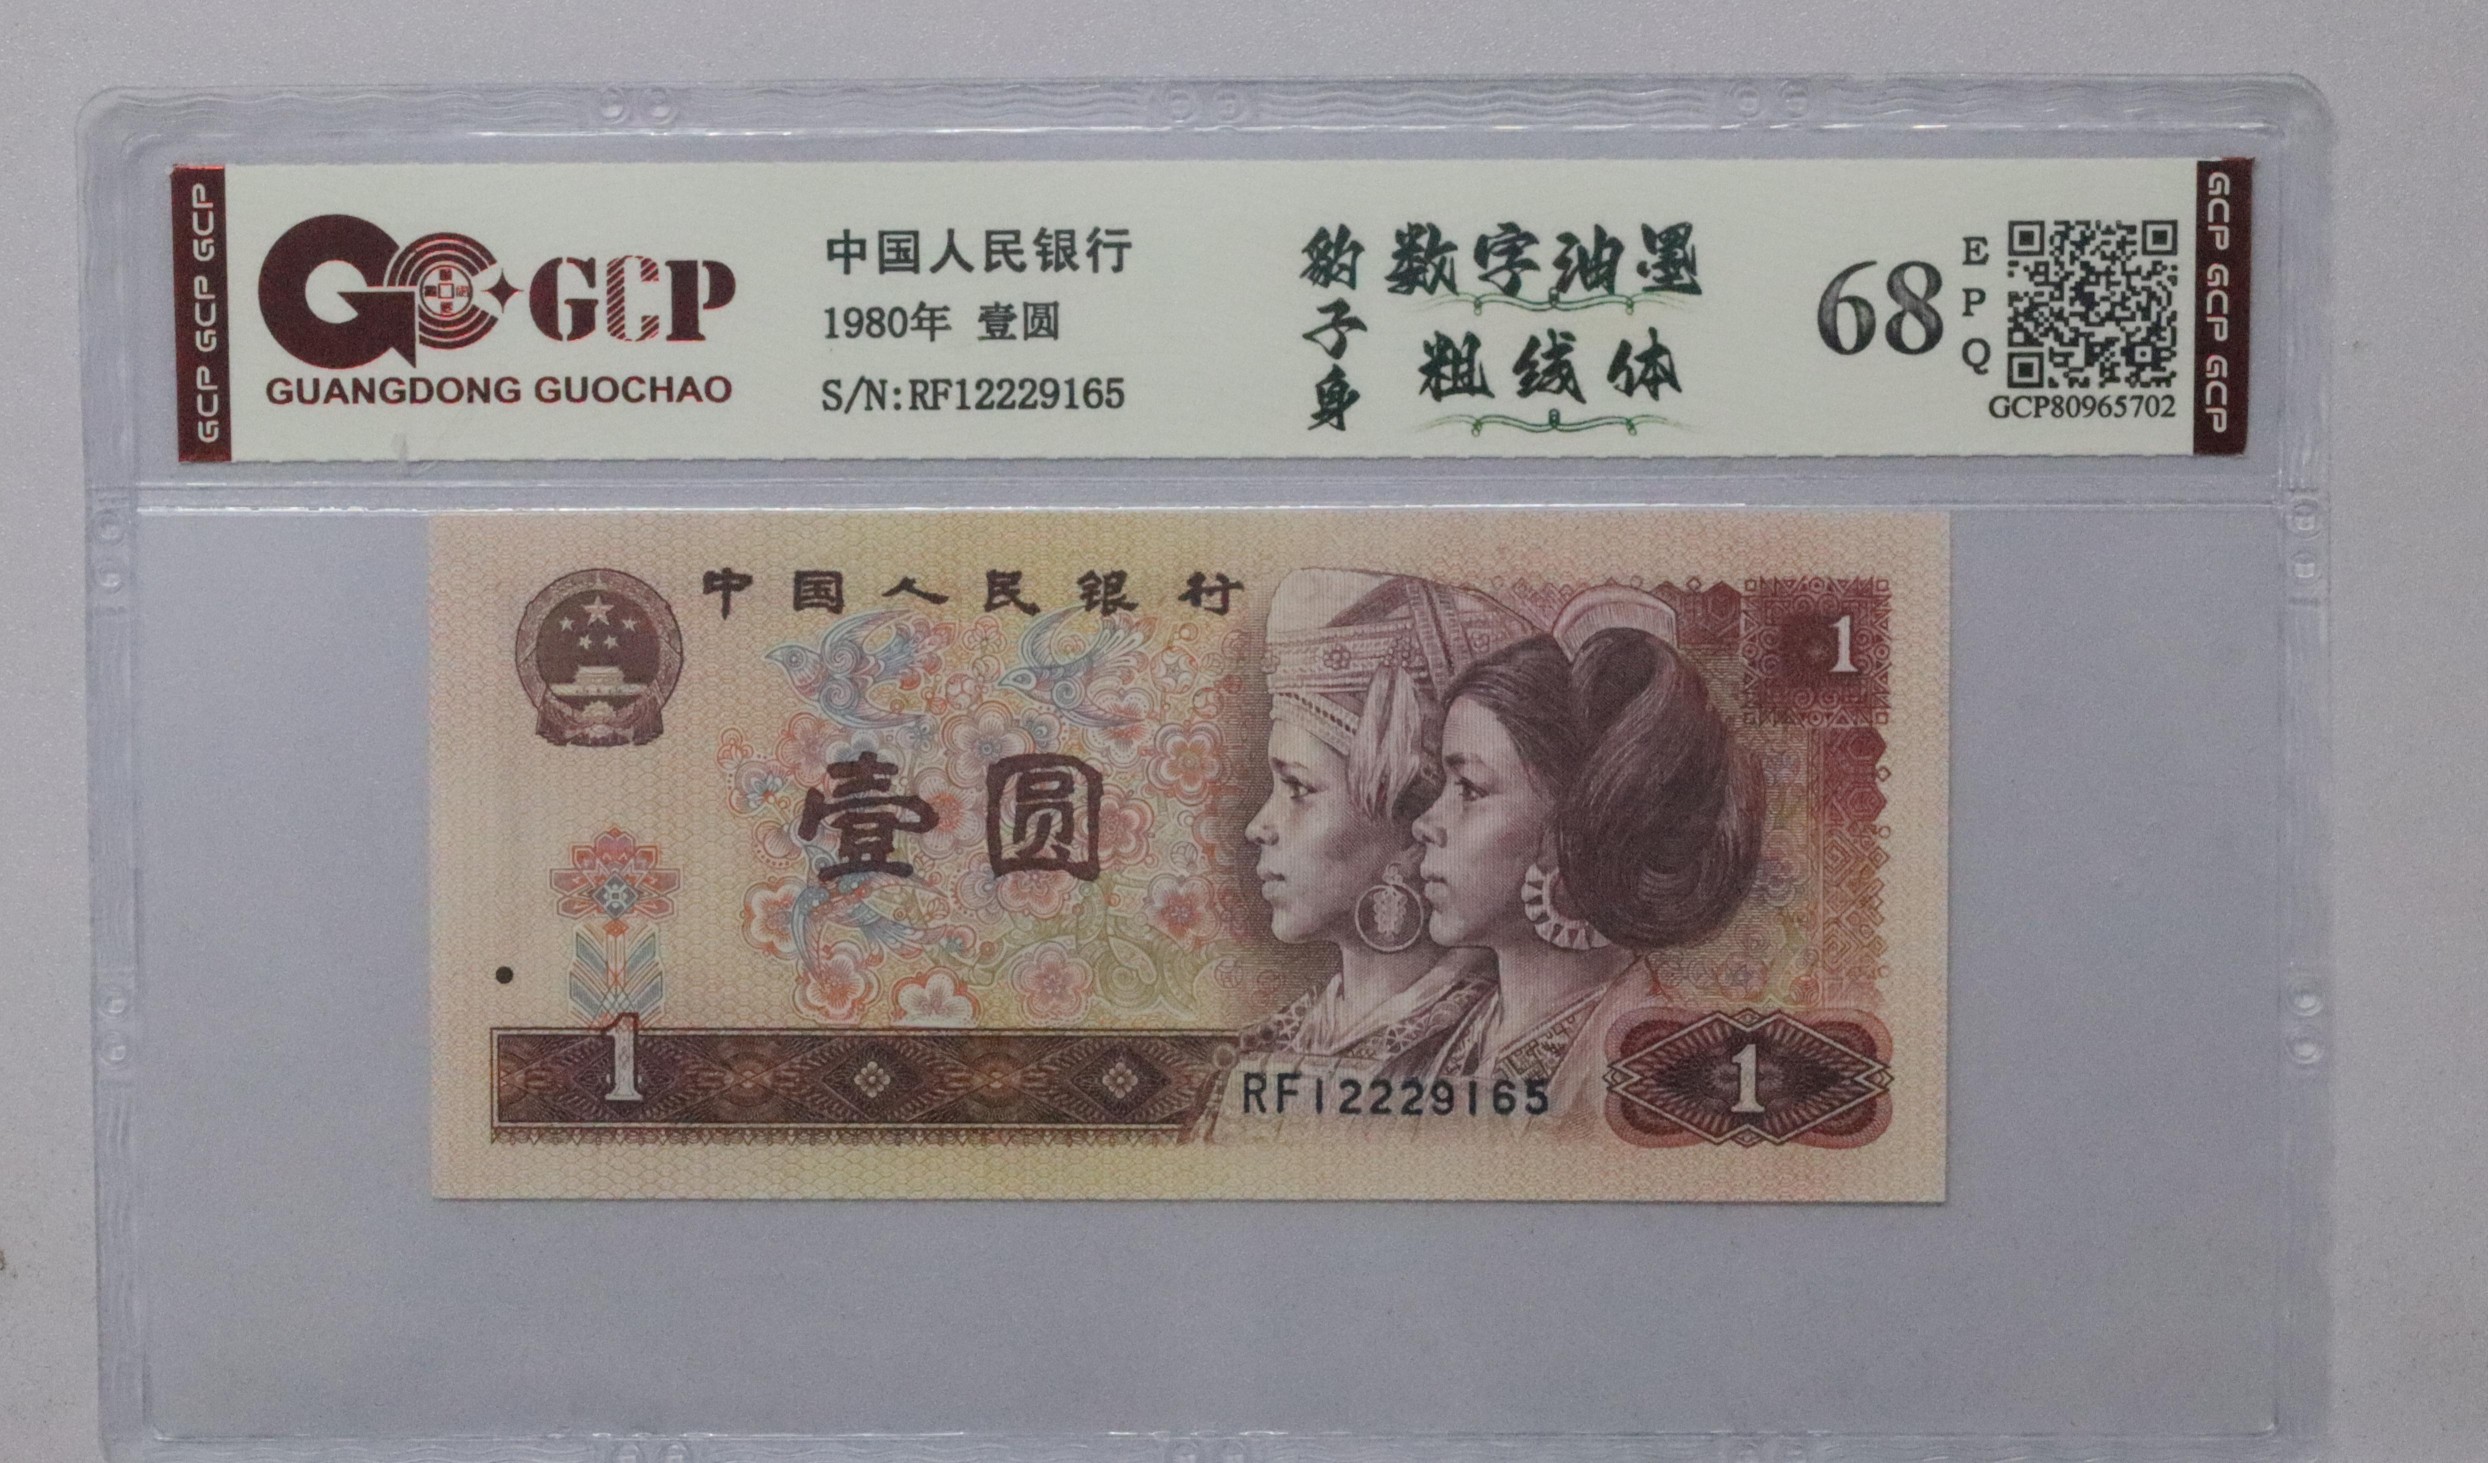 GCP GCP GCP
GCP
GUANGDONG GUOCHAO
中国人民银行
1980年 壹圆
S/N:RF12229165
豹子身
数字油墨
粗线体
68
EPQ
GCP80965702
GCP GCP GCP
中国人民银行
1
壹圆
1
RF12229165
1